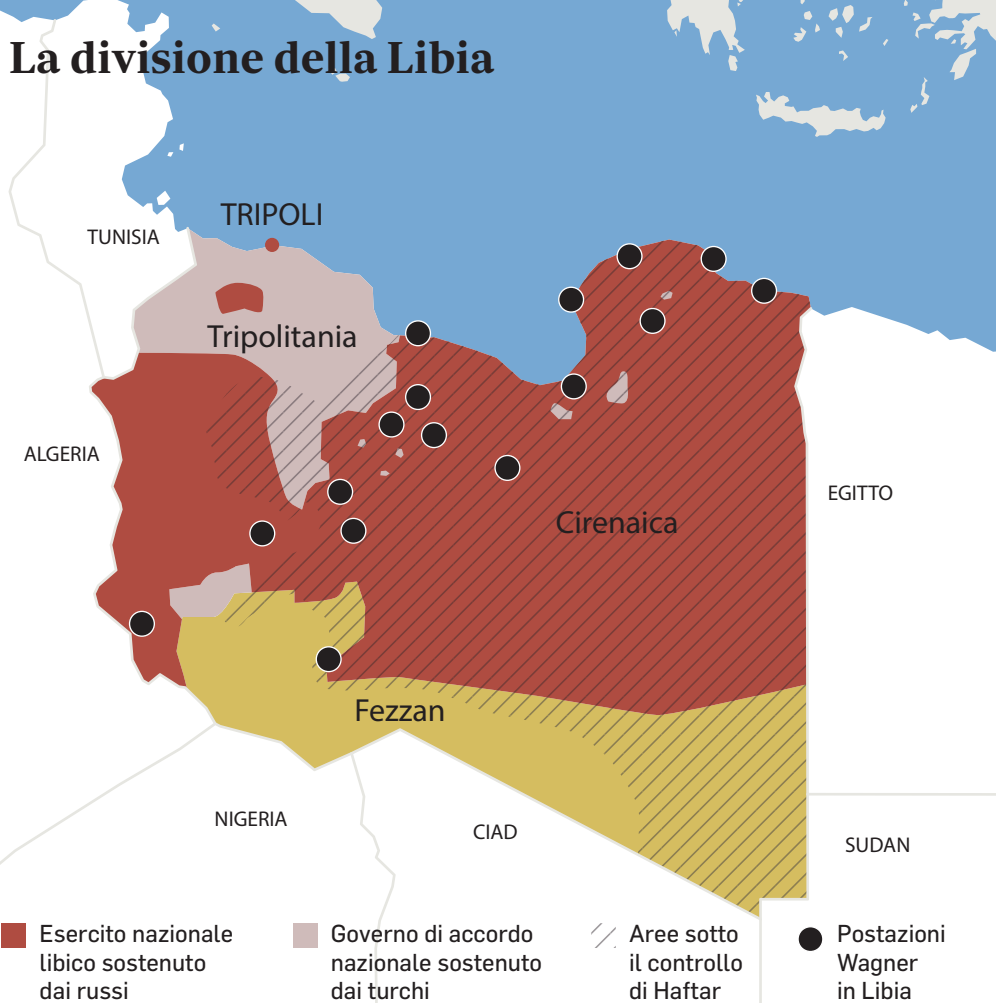 La divisione della Libia
TRIPOLI
TUNISIA
Tripolitania
ALGERIA
EGITTO
Cirenaica
Fezzan
NIGERIA
CIAD
SUDAN
Esercito nazionale
libico sostenuto
dai russi
Governo di accordo
nazionale sostenuto
dai turchi
Aree sotto
il controllo
di Haftar
Postazioni
Wagner
in Libia